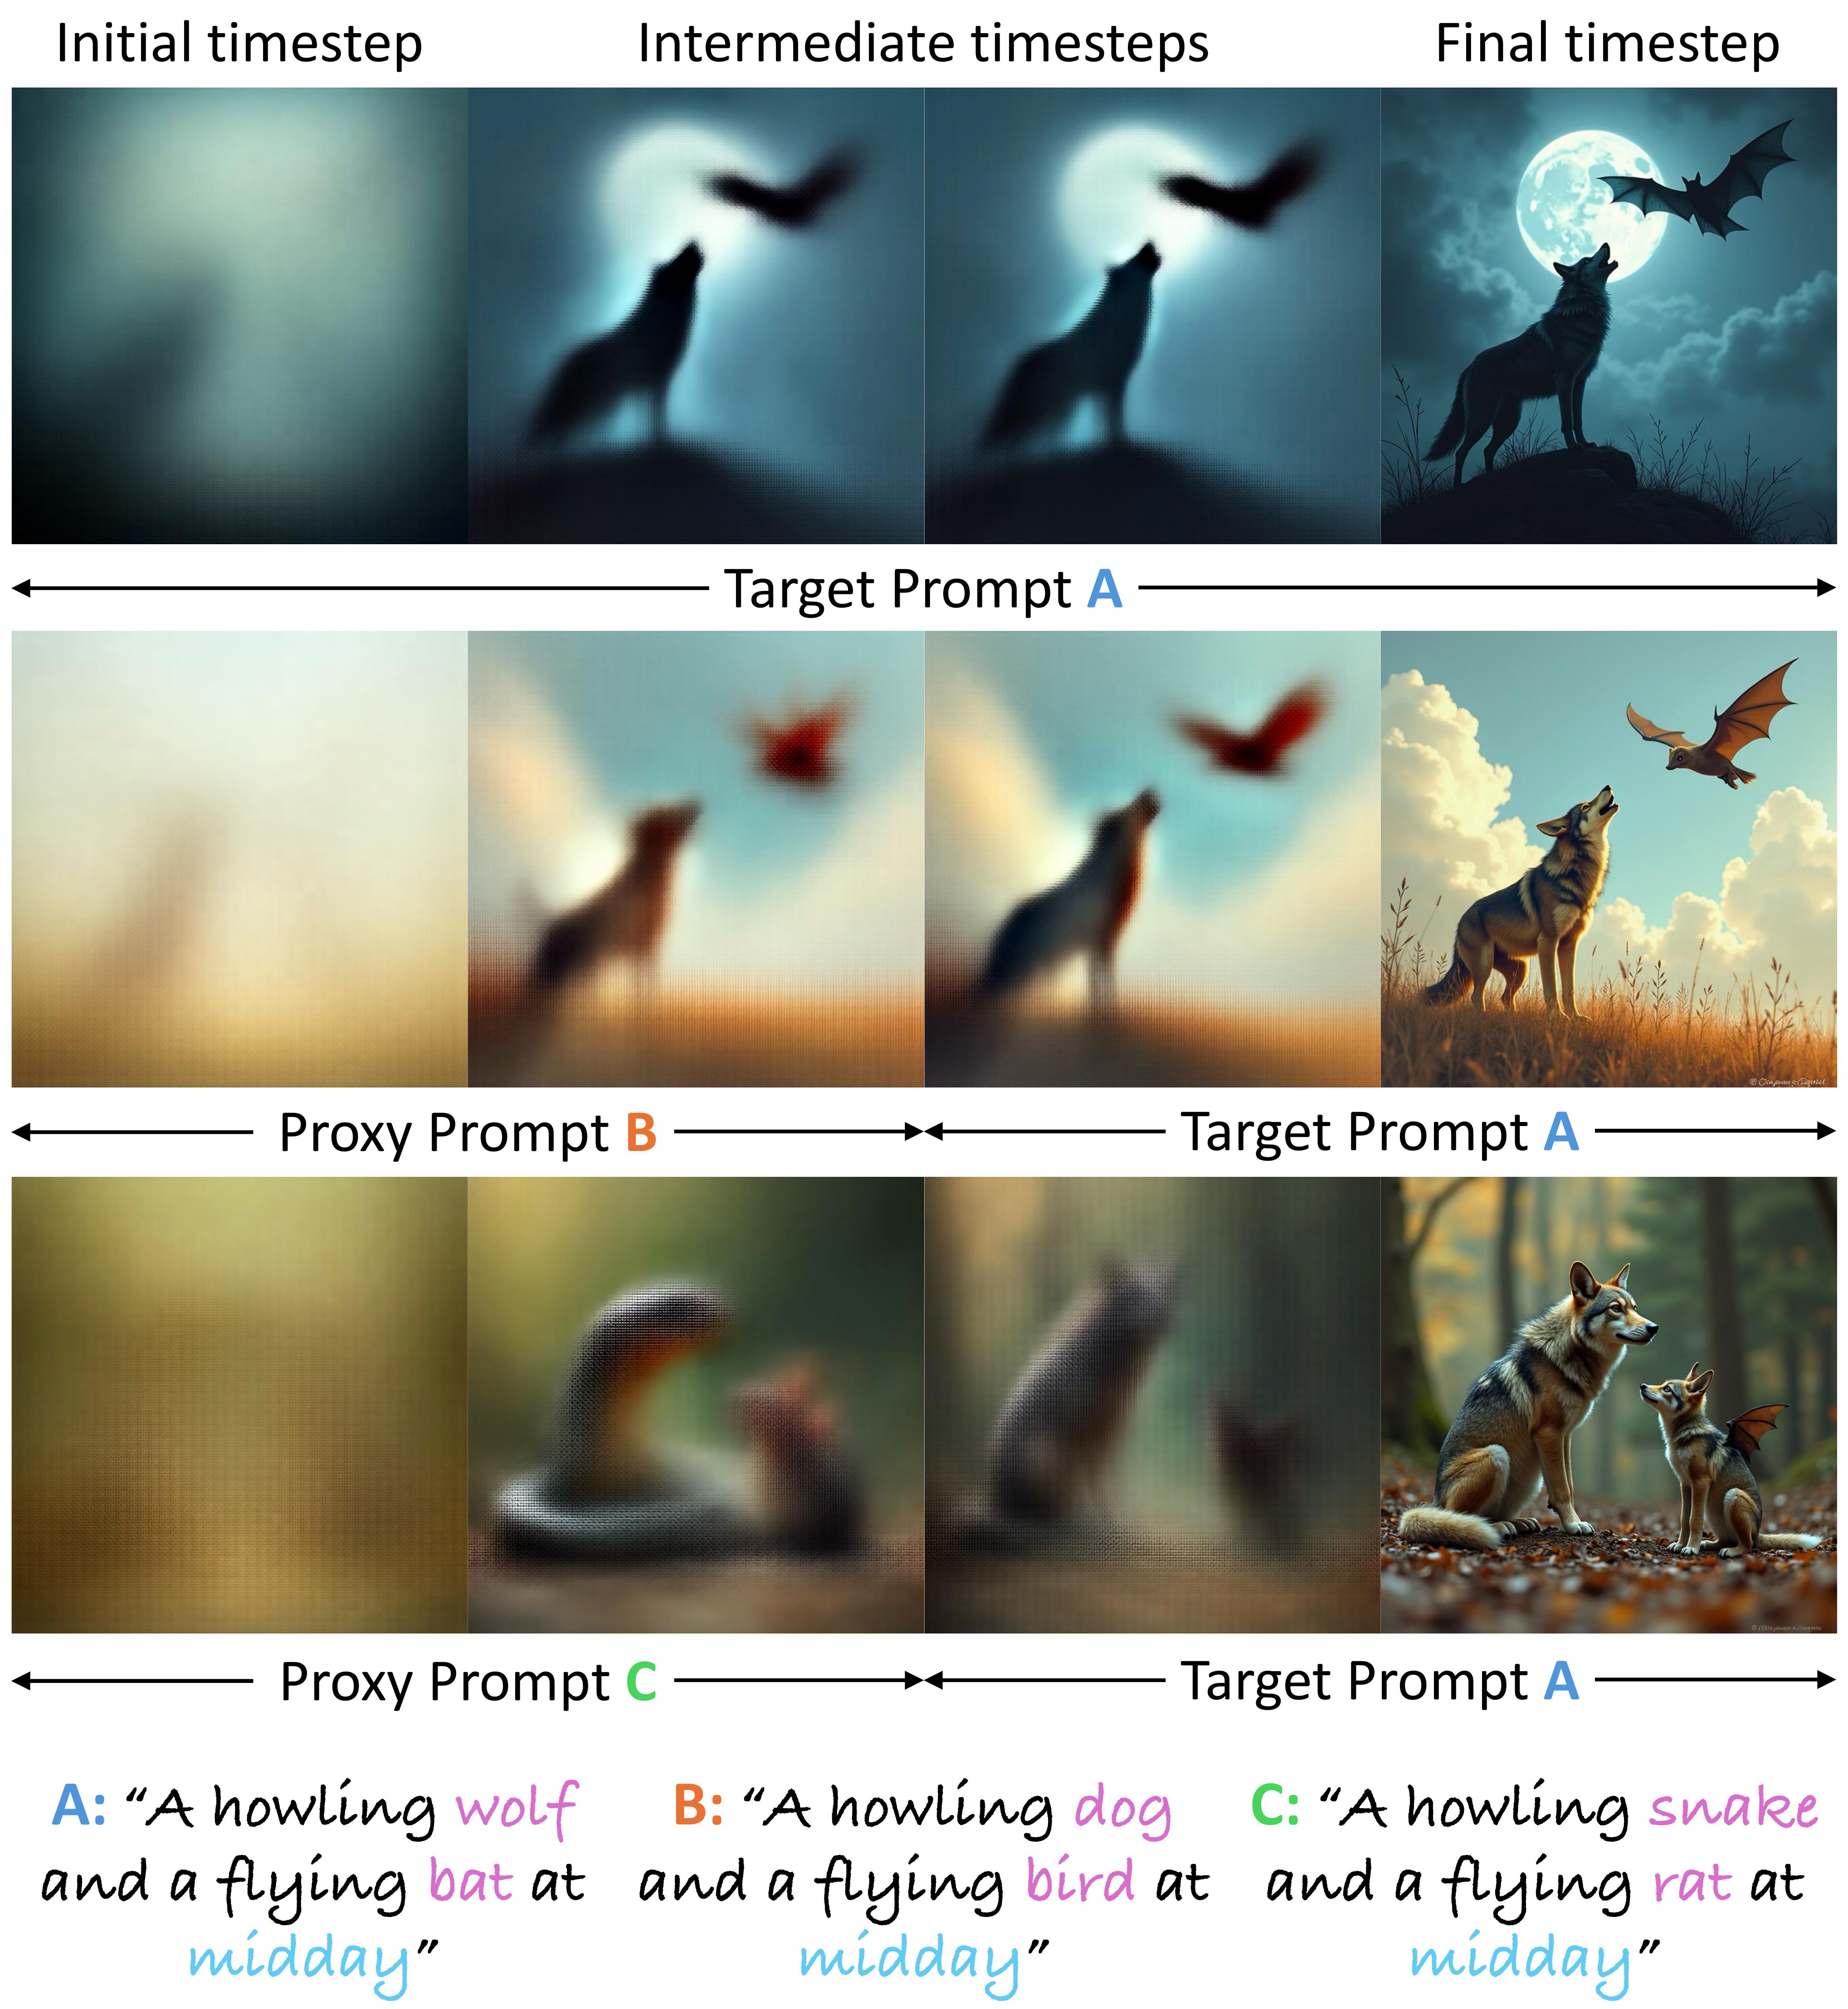 Initial timestep
Intermediate timesteps
Final timestep
Target Prompt A
Proxy Prompt B
Target Prompt A
Proxy Prompt C
Target Prompt A
A: “A howling wolf
and a flying bat at
midday”
B: “A howling dog
and a flying bird at
midday”
C: “A howling snake
and a flying rat at
midday”